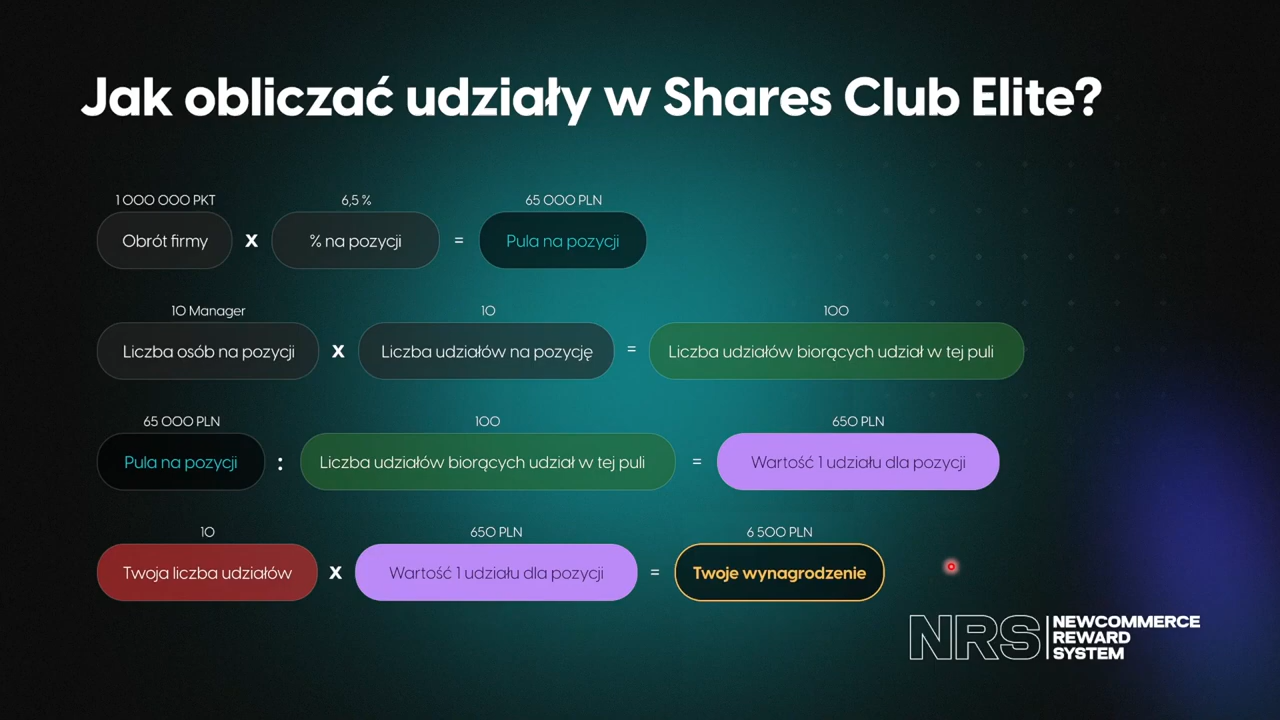 Jak obliczać udziały w Shares Club Elite?
1 000 000 PKT 6,5 % 65 000 PLN
Obrót firmy x % na pozycji = Pula na pozycji
10 Manager 10 100
Liczba osób na pozycji x Liczba udziałów na pozycję = Liczba udziałów biorących udział w tej puli
65 000 PLN 100 650 PLN
Pula na pozycji : Liczba udziałów biorących udział w tej puli = Wartość 1 udziału dla pozycji
10 650 PLN 6 500 PLN
Twoja liczba udziałów x Wartość 1 udziału dla pozycji = Twoje wynagrodzenie
NRS
NEWCOMMERCE
REWARD
SYSTEM